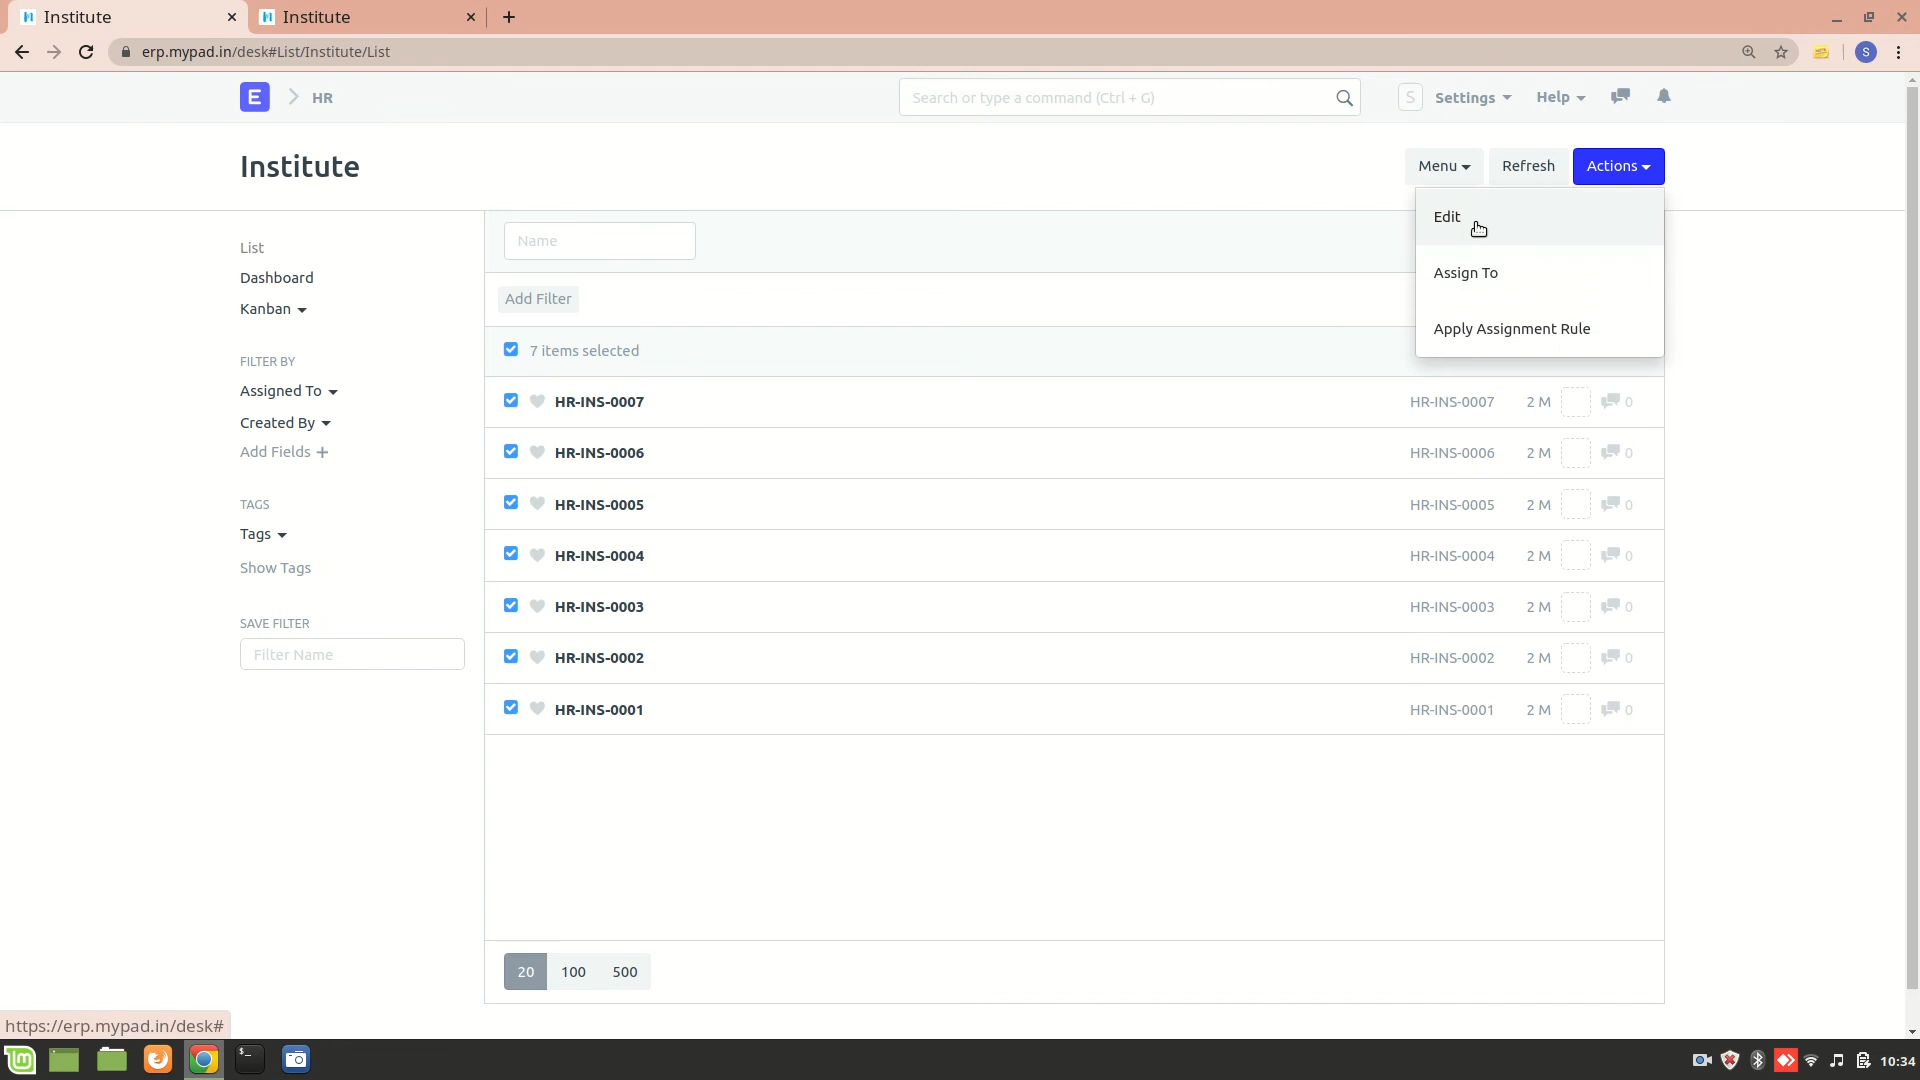 Institute
Institute
erp.mypad.in/desk#List/Institute/List
S
E
HR
Search or type a command (Ctrl + G)
S
Settings
Help
Institute
Menu
Refresh
Actions
Edit
Assign To
Apply Assignment Rule
List
Dashboard
Kanban
FILTER BY
Assigned To
Created By
Add Fields
TAGS
Tags
Show Tags
SAVE FILTER
Filter Name
Name
Add Filter
7 items selected
HR-INS-0007 HR-INS-0007 2 M 0
HR-INS-0006 HR-INS-0006 2 M 0
HR-INS-0005 HR-INS-0005 2 M 0
HR-INS-0004 HR-INS-0004 2 M 0
HR-INS-0003 HR-INS-0003 2 M 0
HR-INS-0002 HR-INS-0002 2 M 0
HR-INS-0001 HR-INS-0001 2 M 0
20 100 500
https://erp.mypad.in/desk#
10:34